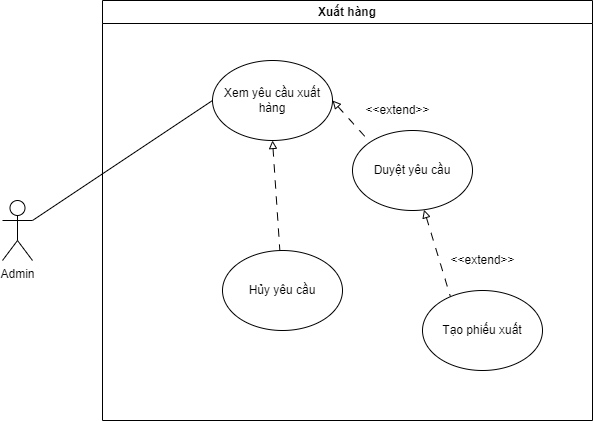 Xuất hàng
Xem yêu cầu xuất
hàng
<<extend>>
Duyệt yêu cầu
<<extend>>
Admin
Hủy yêu cầu
Tạo phiếu xuất